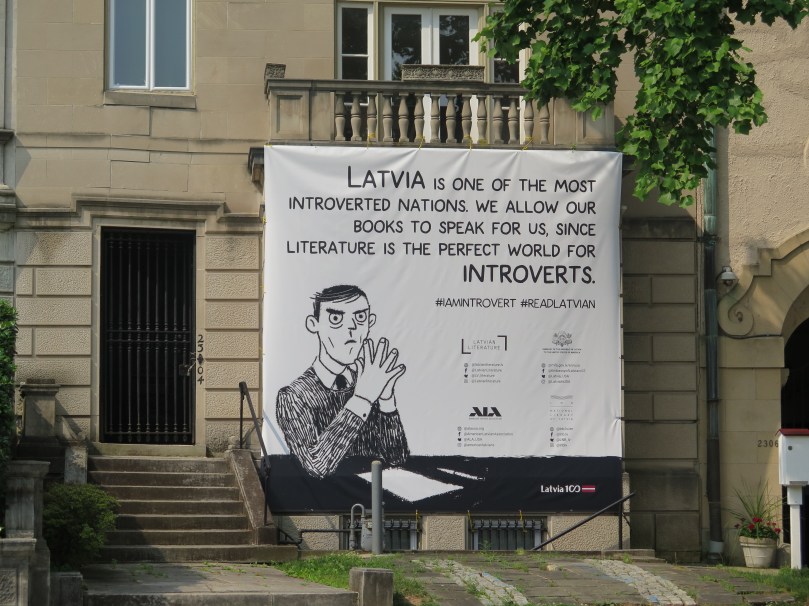 LATVIA IS ONE OF THE MOST
INTROVERTED NATIONS. WE ALLOW OUR
BOOKS TO SPEAK FOR US, SINCE
LITERATURE IS THE PERFECT WORLD FOR
INTROVERTS.
#IAMINTROVERT #READLATVIAN
LATVIAN
LITERATURE
ALA
Latvia 100
2304
2306